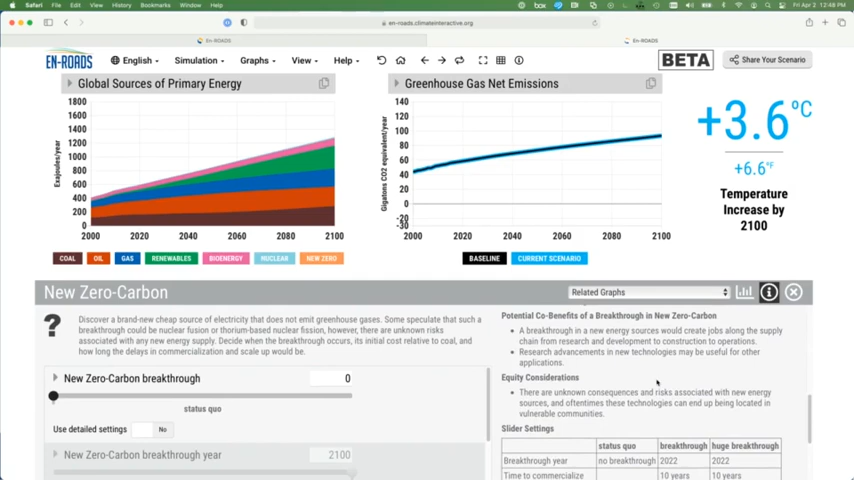 Safari File Edit View History Bookmarks Window Help
box
Fri Apr 2 12:48 PM
en-roads.climateinteractive.org
En-ROADS
En-ROADS
EN-ROADS
English
Simulation
Graphs
View
Help
BETA
Share Your Scenario
Global Sources of Primary Energy
Exajoules/year
1800
1600
1400
1200
1000
800
600
400
200
0
2000 2020 2040 2060 2080 2100
COAL OIL GAS RENEWABLES BIOENERGY NUCLEAR NEW ZERO
Greenhouse Gas Net Emissions
Gigatons CO2 equivalent/year
140
120
100
80
60
40
20
0
-20
-30
2000 2020 2040 2060 2080 2100
BASELINE CURRENT SCENARIO
+3.6°C
+6.6°F
Temperature
Increase by
2100
New Zero-Carbon
Related Graphs
?
Discover a brand-new cheap source of electricity that does not emit greenhouse gases. Some speculate that such a
breakthrough could be nuclear fusion or thorium-based nuclear fission, however, there are unknown risks
associated with any new energy supply. Decide when the breakthrough occurs, its initial cost relative to coal, and
how long the delays in commercialization and scale up would be.
New Zero-Carbon breakthrough 0
status quo
Use detailed settings No
New Zero-Carbon breakthrough year 2100
Potential Co-Benefits of a Breakthrough in New Zero-Carbon
• A breakthrough in a new energy sources would create jobs along the supply
chain from research and development to construction to operations.
• Research advancements in new technologies may be useful for other
applications.
Equity Considerations
• There are unknown consequences and risks associated with new energy
sources, and oftentimes these technologies can end up being located in
vulnerable communities.
Slider Settings
status quo breakthrough huge breakthrough
Breakthrough year no breakthrough 2022 2022
Time to commercialize 10 years 10 years